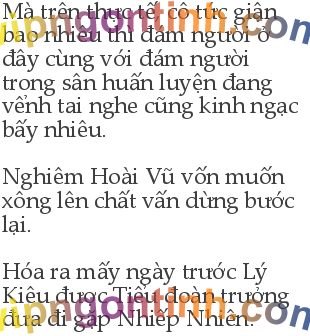 Mà trên thực tế, cô tức giận
bao nhiêu thì đám người ở
đây cùng với đám người
trong sân huấn luyện đang
vểnh tai nghe cũng kinh ngạc
bấy nhiêu.
Nghiêm Hoài Vũ vốn muốn
xông lên chất vấn dừng bước
lại.
Hóa ra mấy ngày trước Lý
Kiêu được Tiểu đoàn trưởng
đưa đi gặp Nhiếp Nhiên.